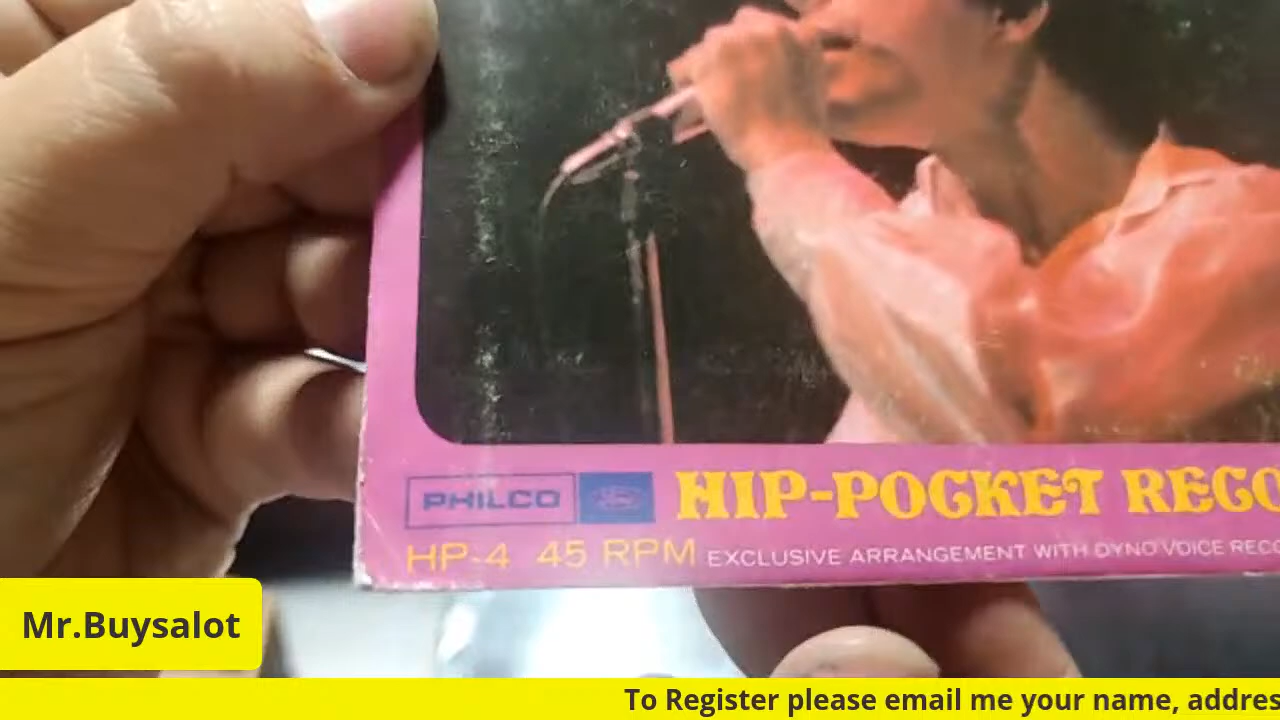 PHILCO Ford HIP-POCKET RECO
HP-4 45 RPM EXCLUSIVE ARRANGEMENT WITH DYNO VOICE RECO
Mr.Buysalot
To Register please email me your name, addres